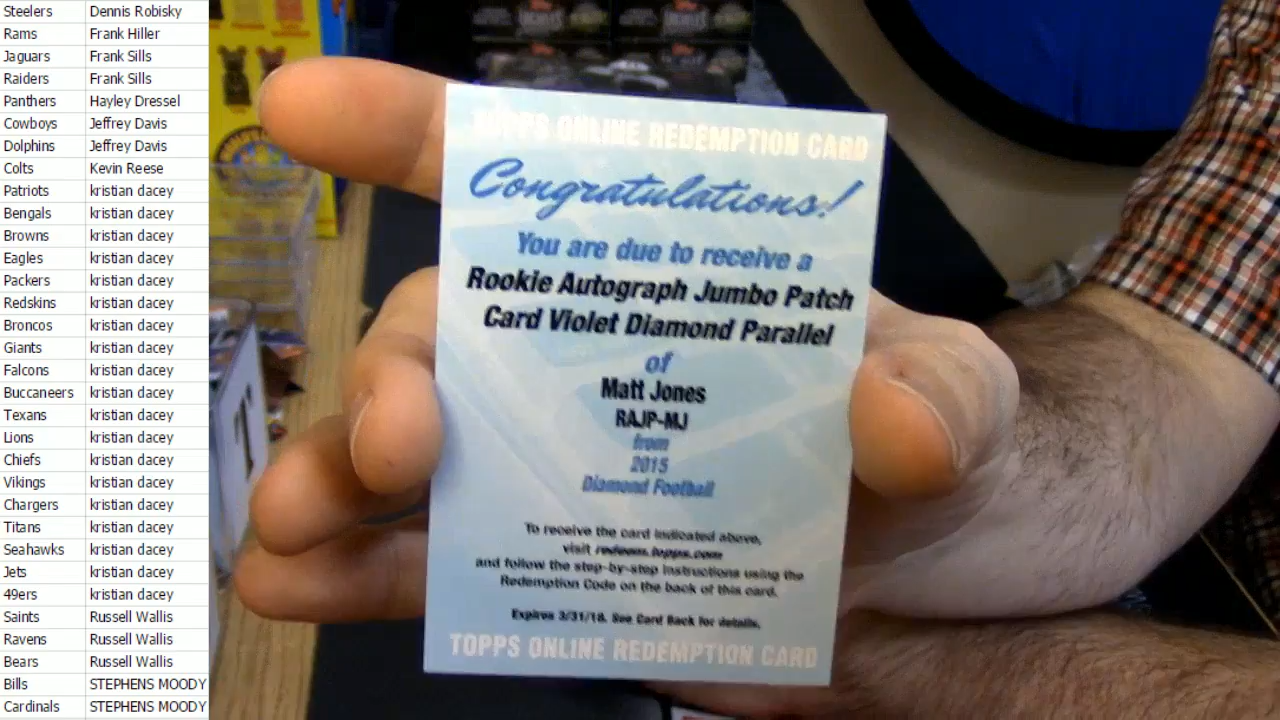 Steelers Dennis Robisky
Rams Frank Hiller
Jaguars Frank Sills
Raiders Frank Sills
Panthers Hayley Dressel
Cowboys Jeffrey Davis
Dolphins Jeffrey Davis
Colts Kevin Reese
Patriots kristian dacey
Bengals kristian dacey
Browns kristian dacey
Eagles kristian dacey
Packers kristian dacey
Redskins kristian dacey
Broncos kristian dacey
Giants kristian dacey
Falcons kristian dacey
Buccaneers kristian dacey
Texans kristian dacey
Lions kristian dacey
Chiefs kristian dacey
Vikings kristian dacey
Chargers kristian dacey
Titans kristian dacey
Seahawks kristian dacey
Jets kristian dacey
49ers kristian dacey
Saints Russell Wallis
Ravens Russell Wallis
Bears Russell Wallis
Bills STEPHENS MOODY
Cardinals STEPHENS MOODY
TOPPS ONLINE REDEMPTION CARD
Congratulations!
You are due to receive a
Rookie Autograph Jumbo Patch
Card Violet Diamond Parallel
of
Matt Jones
RAJP-MJ
from
2015
Diamond Football
To receive the card indicated above,
visit redeem.topps.com
and follow the step-by-step instructions using the
Redemption Code on the back of this card.
Expires 3/31/18. See Card Back for details.
TOPPS ONLINE REDEMPTION CARD